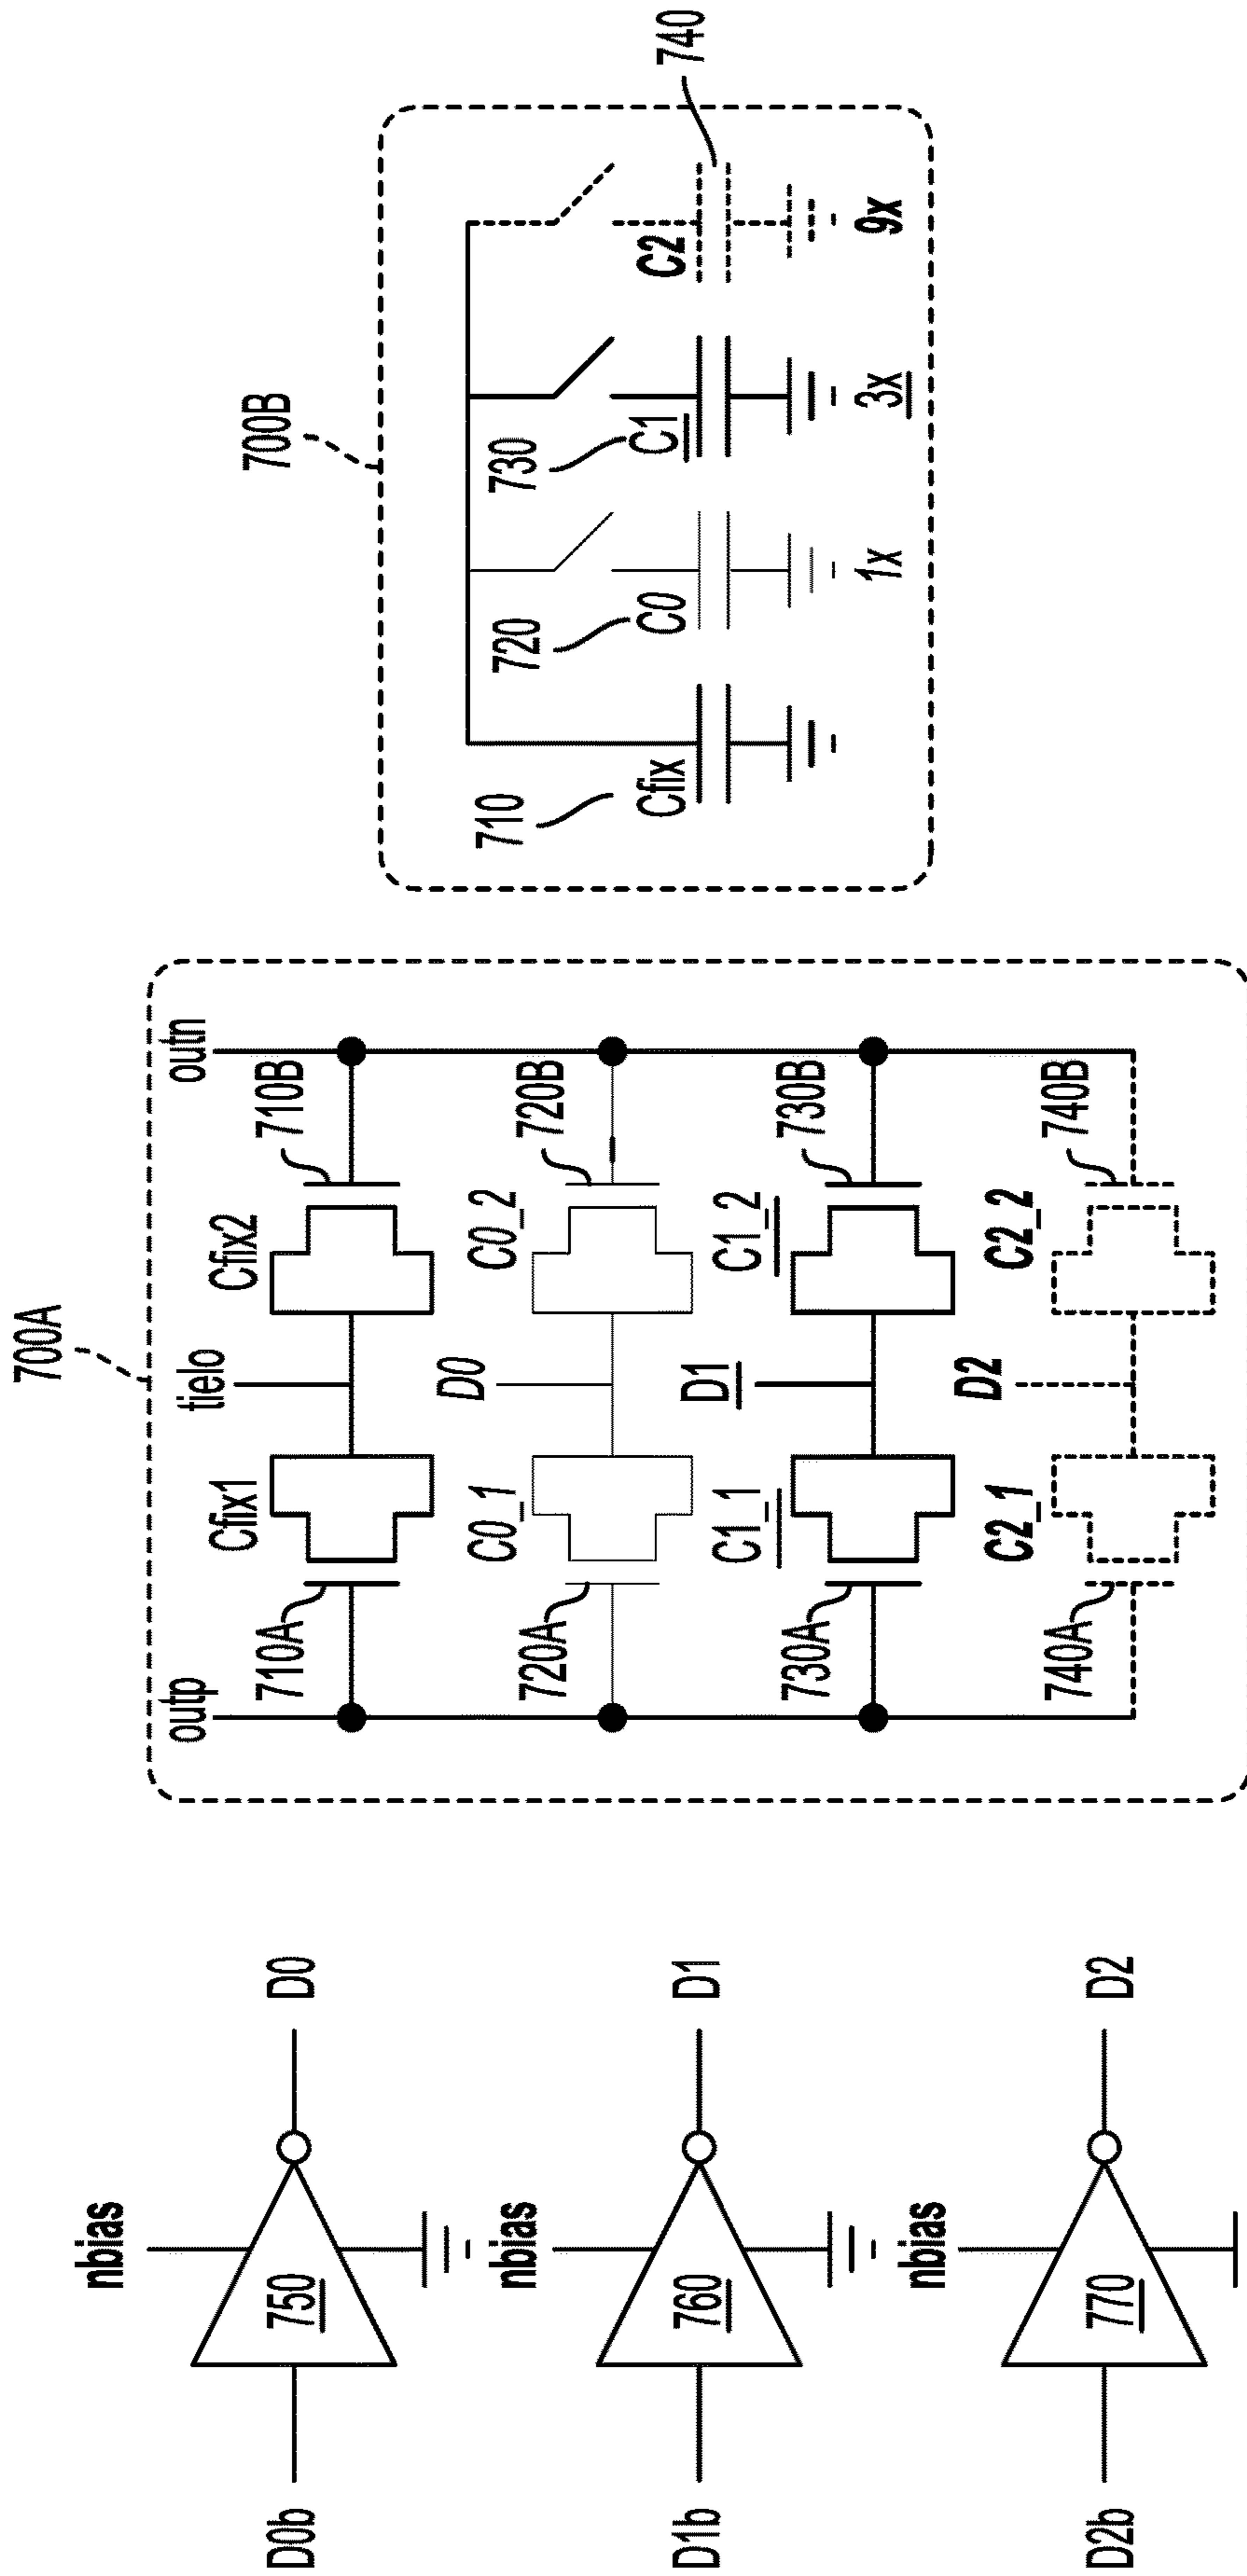 700A
700B
nbias
D0b
750
D0
nbias
D1b
760
D1
nbias
D2b
770
D2
outp
tielo
outn
710A
Cfix1
Cfix2
710B
720A
C0_1
D0
C0_2
720B
730A
C1_1
D1
C1_2
730B
740A
C2_1
D2
C2_2
740B
710
Cfix
720
C0
1x
730
C1
3x
C2
9x
740